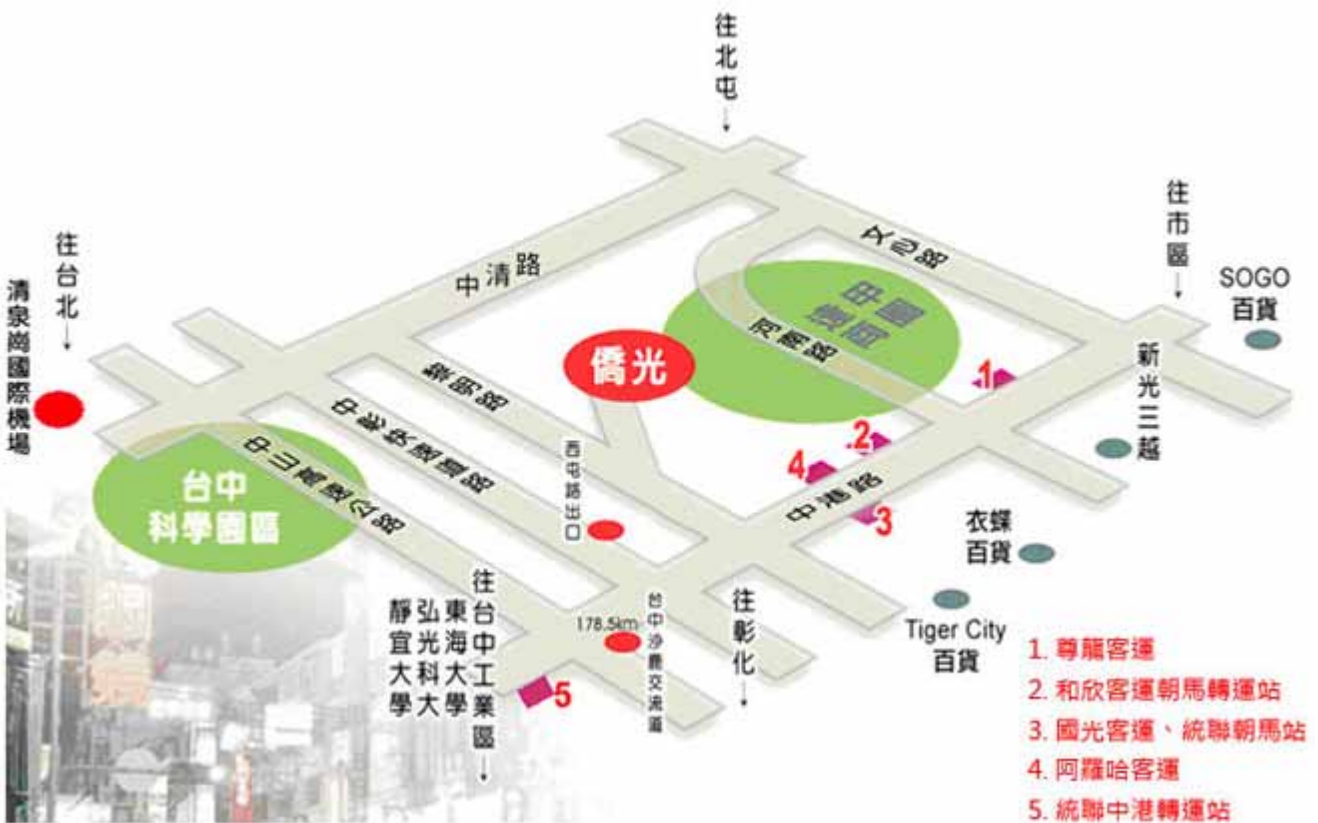 往北屯
往市區
SOGO
百貨
往台北
清泉崗國際機場
中清路
文心路
新光三越
河南路
僑光
黎明路
中彰快速道路
西屯路出口
中山高速公路
台中
科學園區
1
2
4
3
中港路
衣蝶
百貨
Tiger City
百貨
往台中工業區
東海大學
弘光科大
靜宜大學
178.5km
台中沙鹿交流道
往彰化
5
1. 尊龍客運
2. 和欣客運朝馬轉運站
3. 國光客運、統聯朝馬站
4. 阿羅哈客運
5. 統聯中港轉運站